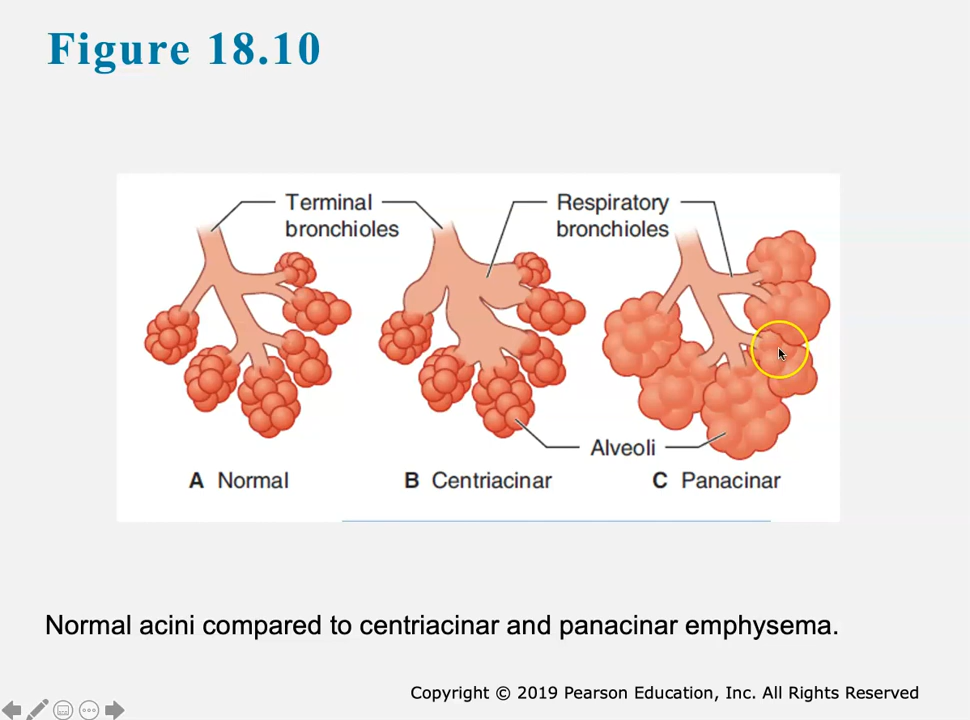 Figure 18.10
Terminal
bronchioles
Respiratory
bronchioles
Alveoli
A Normal
B Centriacinar
C Panacinar
Normal acini compared to centriacinar and panacinar emphysema.
Copyright © 2019 Pearson Education, Inc. All Rights Reserved